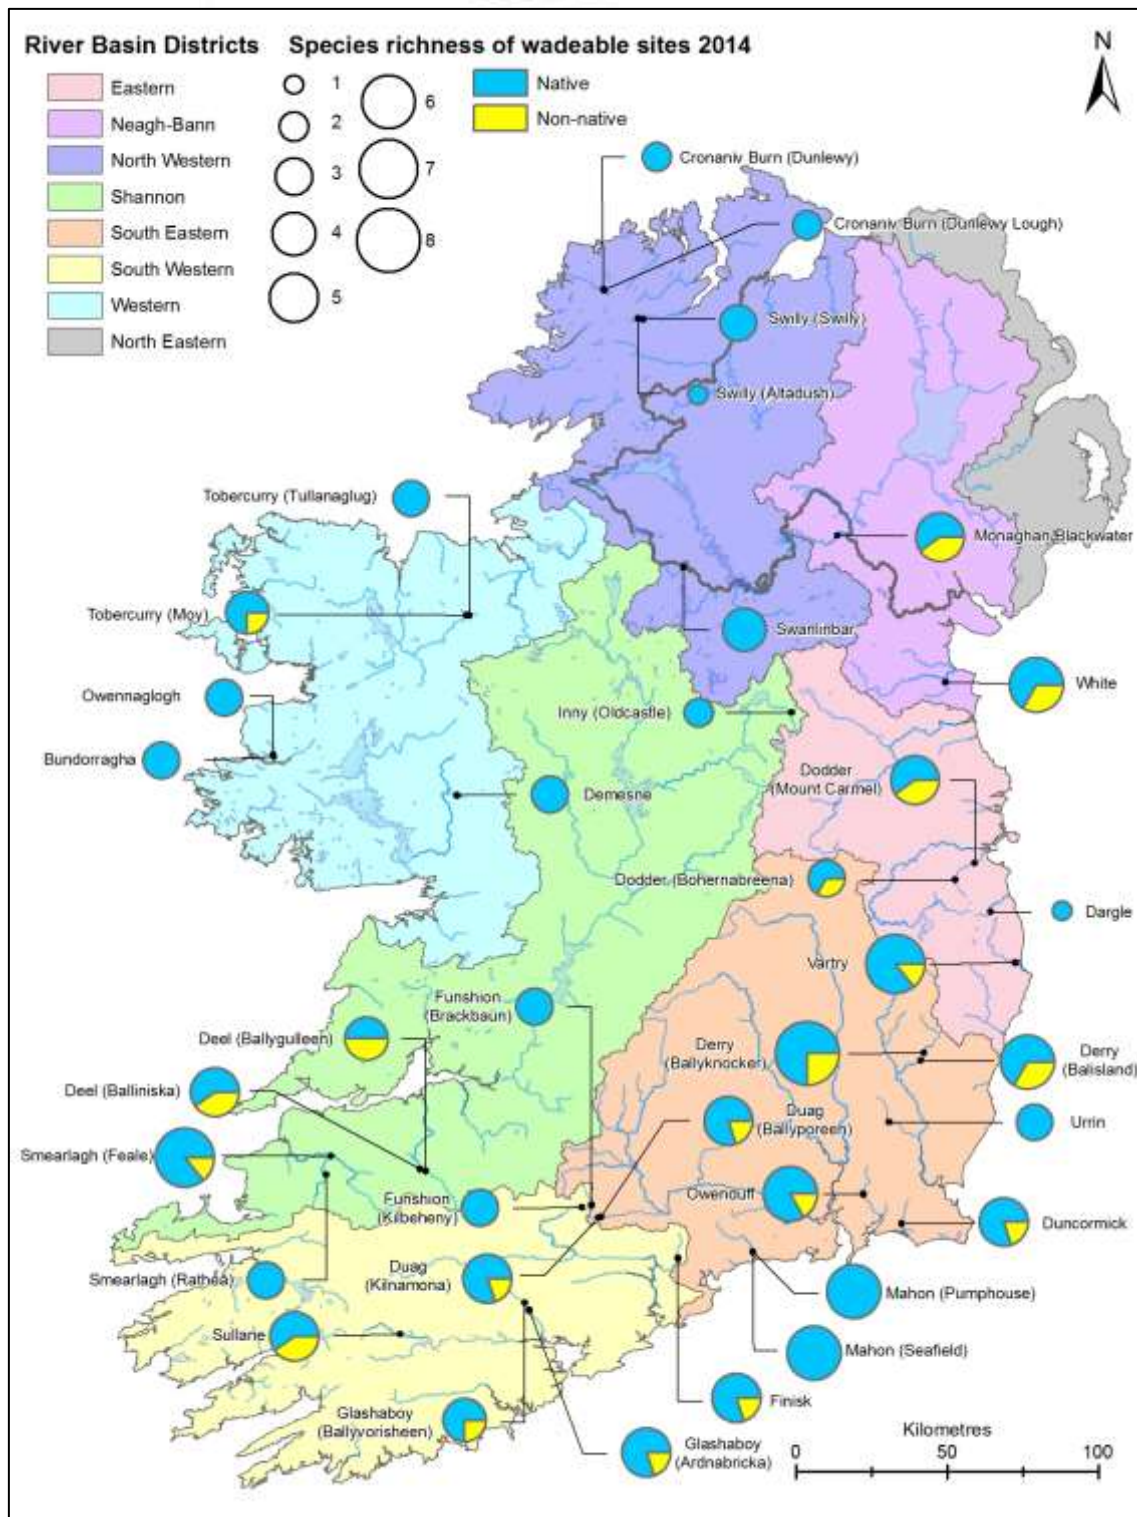 River Basin Districts
Eastern
Neagh-Bann
North Western
Shannon
South Eastern
South Western
Western
North Eastern
Species richness of wadeable sites 2014
1
2
3
4
5
6
7
8
Native
Non-native
N
Cronaniv Burn (Dunlewy)
Cronaniv Burn (Dunlewy Lough)
Swilly (Swilly)
Swilly (Altadush)
Tobercurry (Tullanaglug)
Monaghan Blackwater
Tobercurry (Moy)
Swanlinbar
White
Owennaglogh
Inny (Oldcastle)
Bundorragha
Demesne
Dodder
(Mount Carmel)
Dodder (Bohernabreena)
Dargle
Vartry
Funshion
(Brackbaun)
Deel (Ballygulleen)
Derry
(Ballyknocker)
Derry
(Balisland)
Deel (Balliniska)
Duag
(Ballyporeen)
Urrin
Smearlagh (Feale)
Funshion
(Kilbeheny)
Owenduff
Duncormick
Smearlagh (Rathea)
Duag
(Kilnamona)
Mahon (Pumphouse)
Sullane
Mahon (Seafield)
Finisk
Glashaboy
(Ballyvorisheen)
Glashaboy
(Ardnabricka)
Kilometres
0
50
100